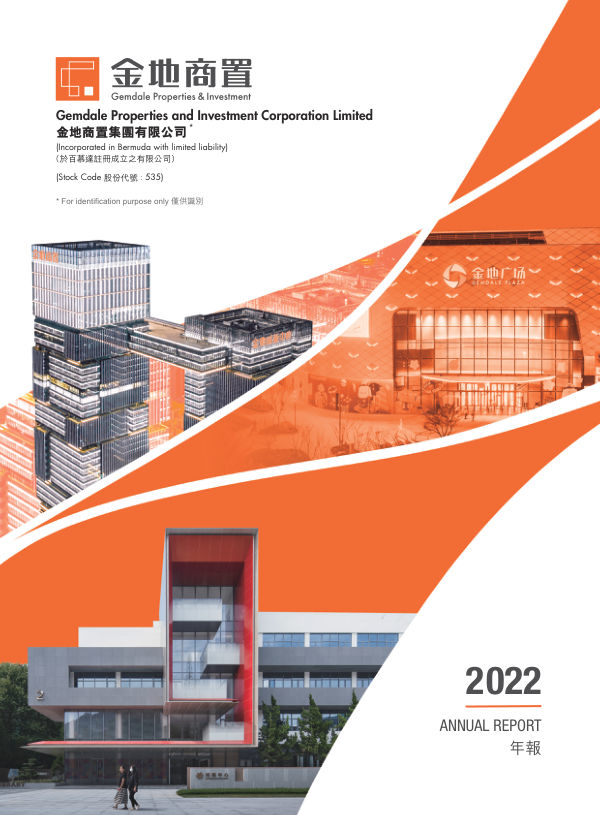 金地商置
Gemdale Properties & Investment
Gemdale Properties and Investment Corporation Limited
金地商置集團有限公司*
(Incorporated in Bermuda with limited liability)
(於百慕達註冊成立之有限公司)
(Stock Code 股份代號 : 535)
* For identification purpose only 僅供識別
金地广场
GEMDALE PLAZA
2022
ANNUAL REPORT
年報